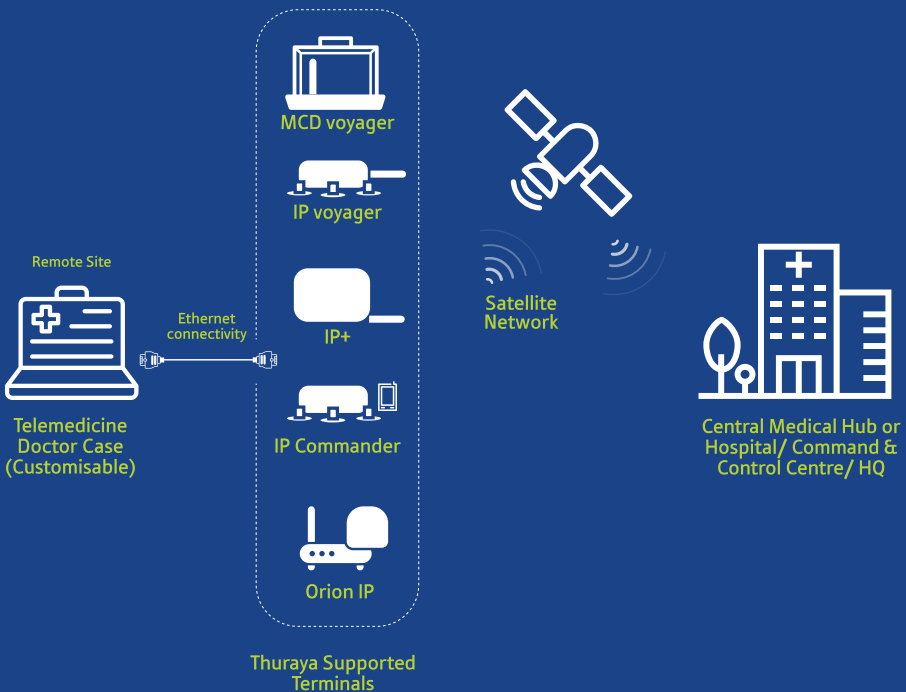 MCD voyager
IP voyager
Remote Site
Ethernet
connectivity
Satellite
Network
IP+
Telemedicine
Doctor Case
(Customisable)
IP Commander
Central Medical Hub or
Hospital/ Command &
Control Centre/ HQ
Orion IP
Thuraya Supported
Terminals